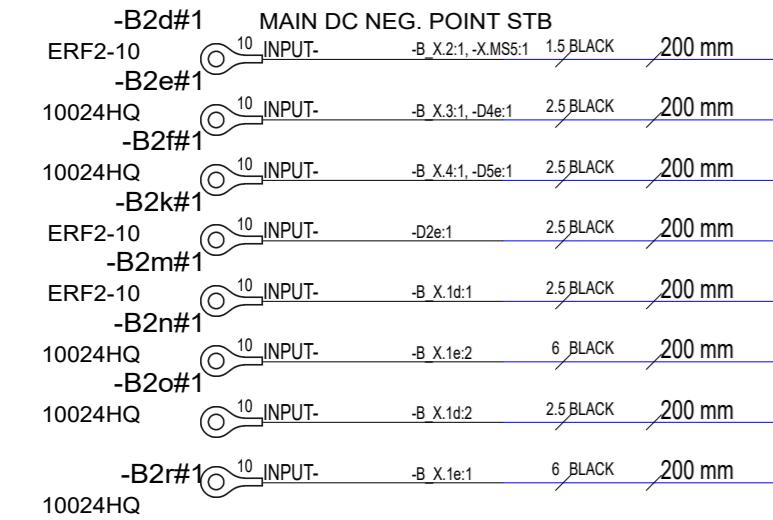 -B2d#1 MAIN DC NEG. POINT STB
ERF2-10 10 INPUT- -B_X.2:1, -X.MS5:1 1.5 BLACK 200 mm
-B2e#1
10024HQ 10 INPUT- -B_X.3:1, -D4e:1 2.5 BLACK 200 mm
-B2f#1
10024HQ 10 INPUT- -B_X.4:1, -D5e:1 2.5 BLACK 200 mm
-B2k#1
ERF2-10 10 INPUT- -D2e:1 2.5 BLACK 200 mm
-B2m#1
ERF2-10 10 INPUT- -B_X.1d:1 2.5 BLACK 200 mm
-B2n#1
10024HQ 10 INPUT- -B_X.1e:2 6 BLACK 200 mm
-B2o#1
10024HQ 10 INPUT- -B_X.1d:2 2.5 BLACK 200 mm
-B2r#1 10 INPUT- -B_X.1e:1 6 BLACK 200 mm
10024HQ